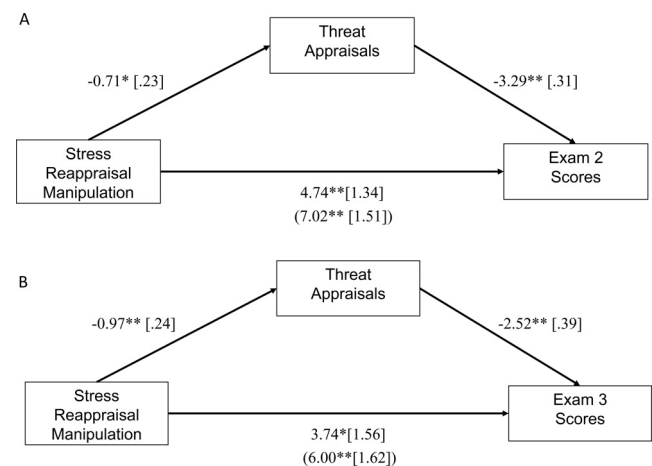 A
Threat
Appraisals
-0.71* [.23]
-3.29** [.31]
Stress
Reappraisal
Manipulation
Exam 2
Scores
4.74**[1.34]
(7.02** [1.51])
B
Threat
Appraisals
-0.97** [.24]
-2.52** [.39]
Stress
Reappraisal
Manipulation
Exam 3
Scores
3.74*[1.56]
(6.00**[1.62])